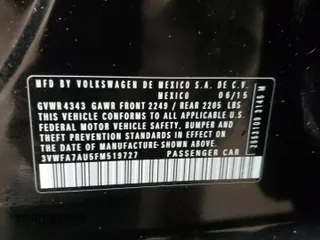 MFD BY VOLKSWAGEN DE MEXICO S.A. DE C.V.
MEXICO 06/15
GVWR 4343 GAWR FRONT 2249 / REAR 2205 LBS
THIS VEHICLE CONFORMS TO ALL APPLICABLE
FEDERAL MOTOR VEHICLE SAFETY, BUMPER, AND
THEFT PREVENTION STANDARDS IN EFFECT ON
THE DATE OF MANUFACTURE SHOWN ABOVE.
3VWFA7AU5FM519727 PASSENGER CAR